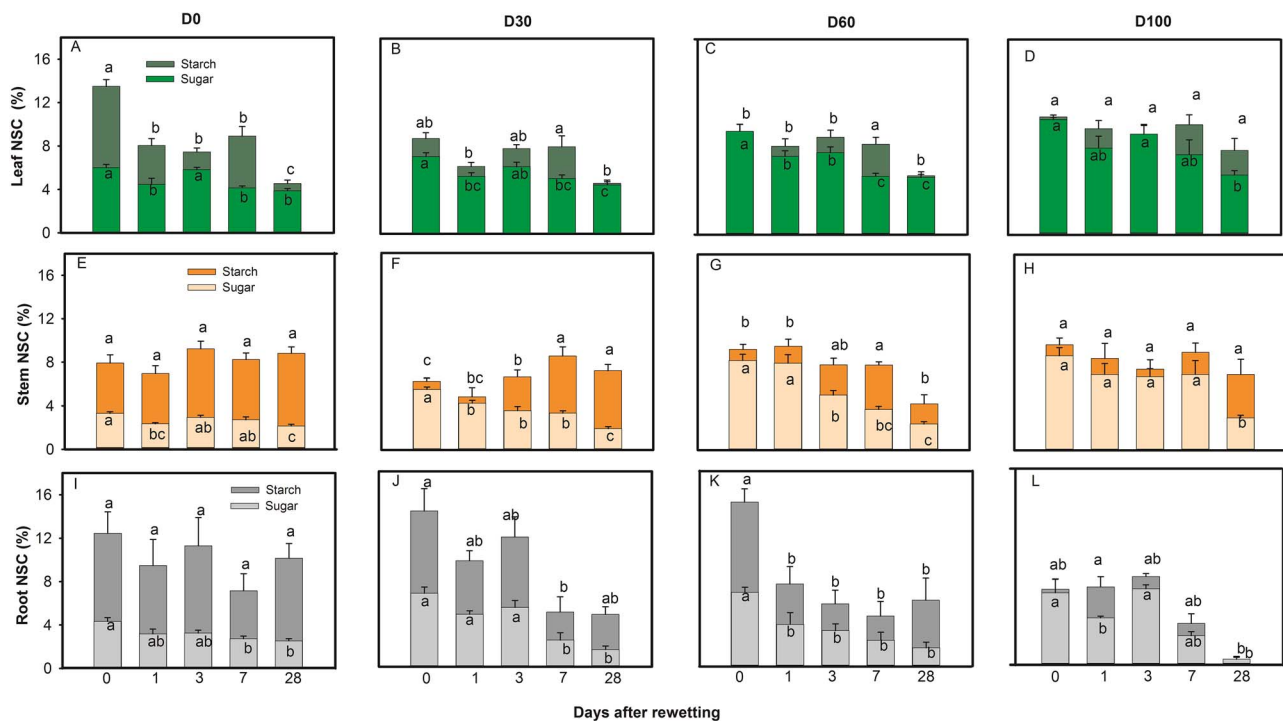 D0 D30 D60 D100
A
Starch
Sugar
a b b b c
a b a b b
Leaf NSC (%)
16
12
8
4
0
B
ab b ab a b
a bc ab b c
C
b b b a b
a b b c c
D
a a a a a
a ab ab b
E
Starch
Sugar
a a a a a
a bc ab ab c
Stem NSC (%)
16
12
8
4
0
F
c bc b a a
a b b b c
G
b b ab a b
a a b bc c
H
a a a a a
a a a a b
I
Starch
Sugar
a a a a a
a ab ab b b
Root NSC (%)
16
12
8
4
0
J
a ab ab b ab
a a a b b
K
a b b b b
a b b b b
L
ab a ab ab b
a b a ab b
0 1 3 7 28 0 1 3 7 28 0 1 3 7 28 0 1 3 7 28
Days after rewetting